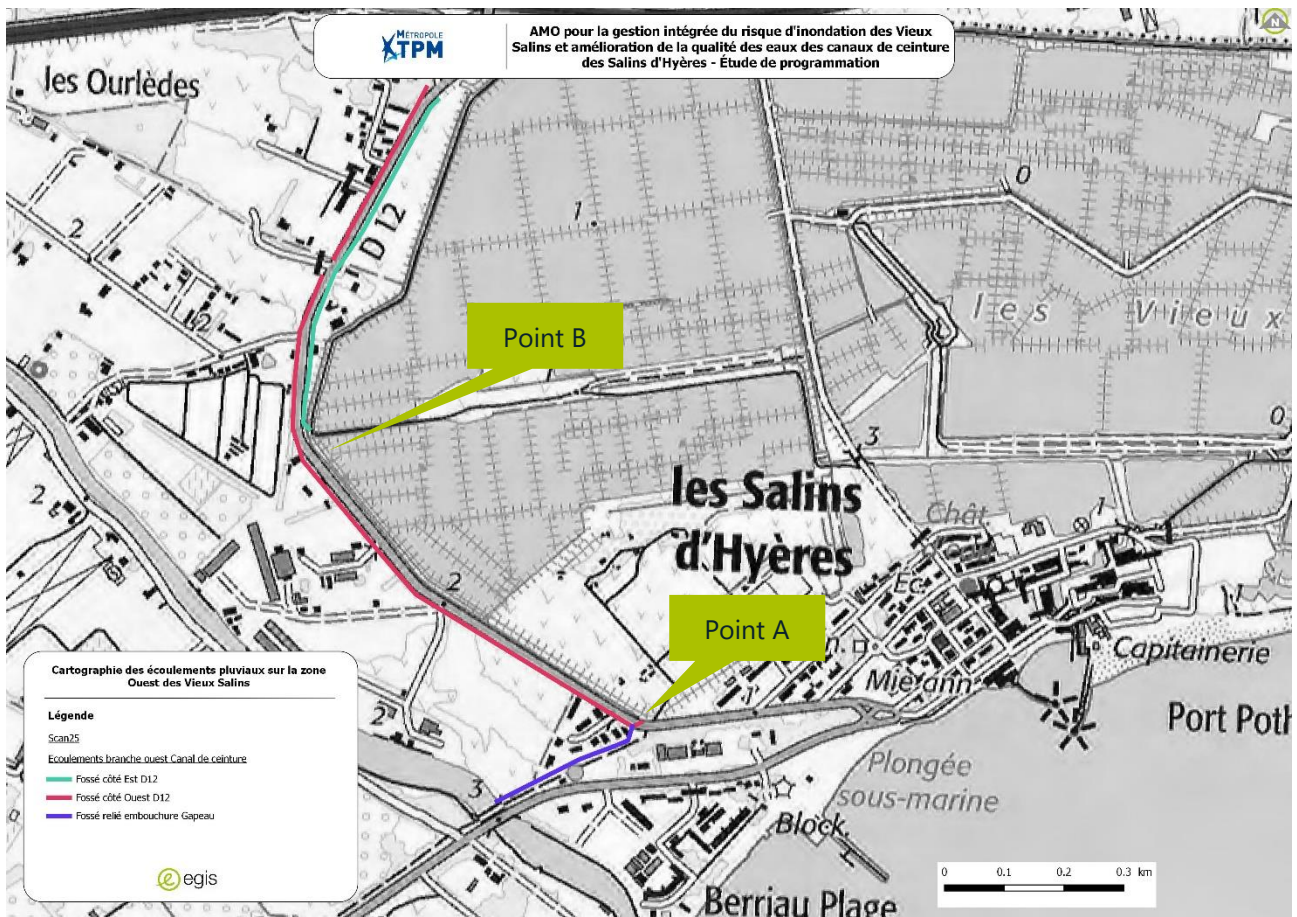 MÉTROPOLE
TPM
AMO pour la gestion intégrée du risque d'inondation des Vieux
Salins et amélioration de la qualité des eaux des canaux de ceinture
des Salins d'Hyères - Étude de programmation
N
les Ourlèdes
2
D 12
1
0
les Vieux
12
Point B
3
0
2
les Salins
d'Hyères
Chât
1
Ec.
2
Point A
Capitainerie
Port Poth
2
3
Plongée
sous-marine
Block.
Berriau Plage
Cartographie des écoulements pluviaux sur la zone
Ouest des Vieux Salins
Légende
Scan25
Ecoulements branche ouest Canal de ceinture
Fossé côté Est D12
Fossé côté Ouest D12
Fossé relié embouchure Gapeau
egis
0 0.1 0.2 0.3 km